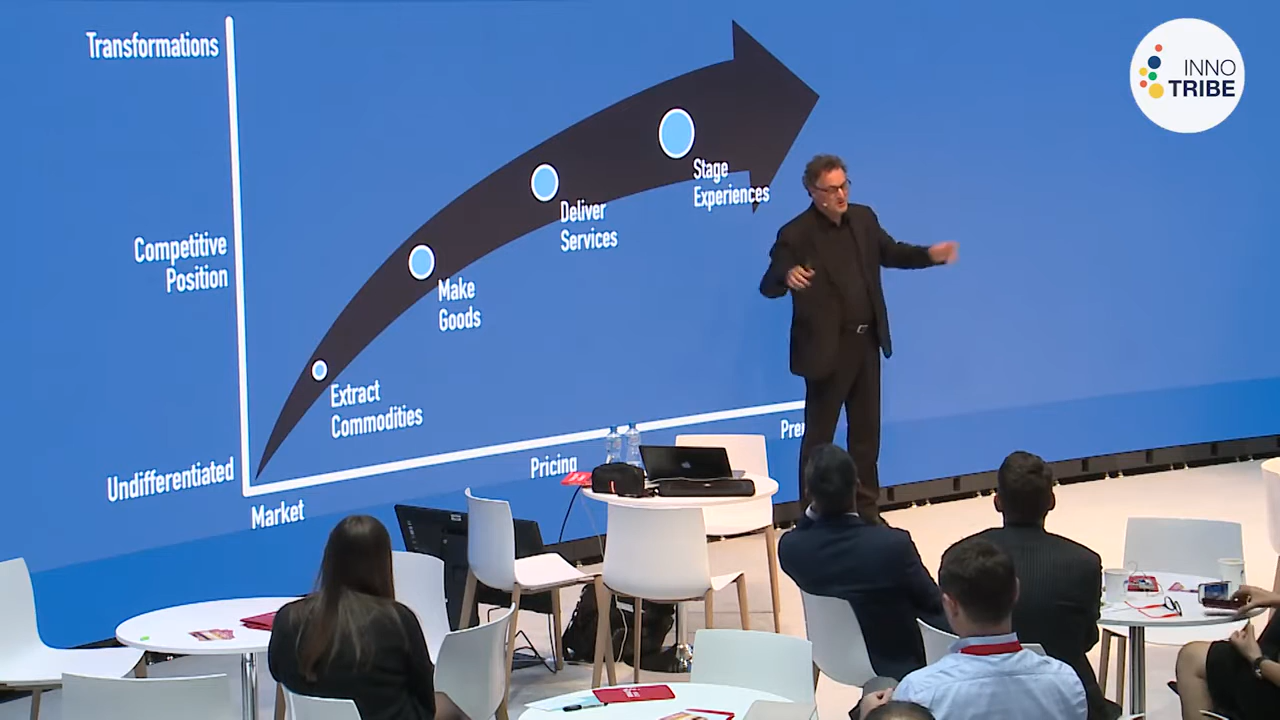 Transformations
INNO
TRIBE
Stage
Experiences
Deliver
Services
Competitive
Position
Make
Goods
Extract
Commodities
Undifferentiated
Pricing
Market